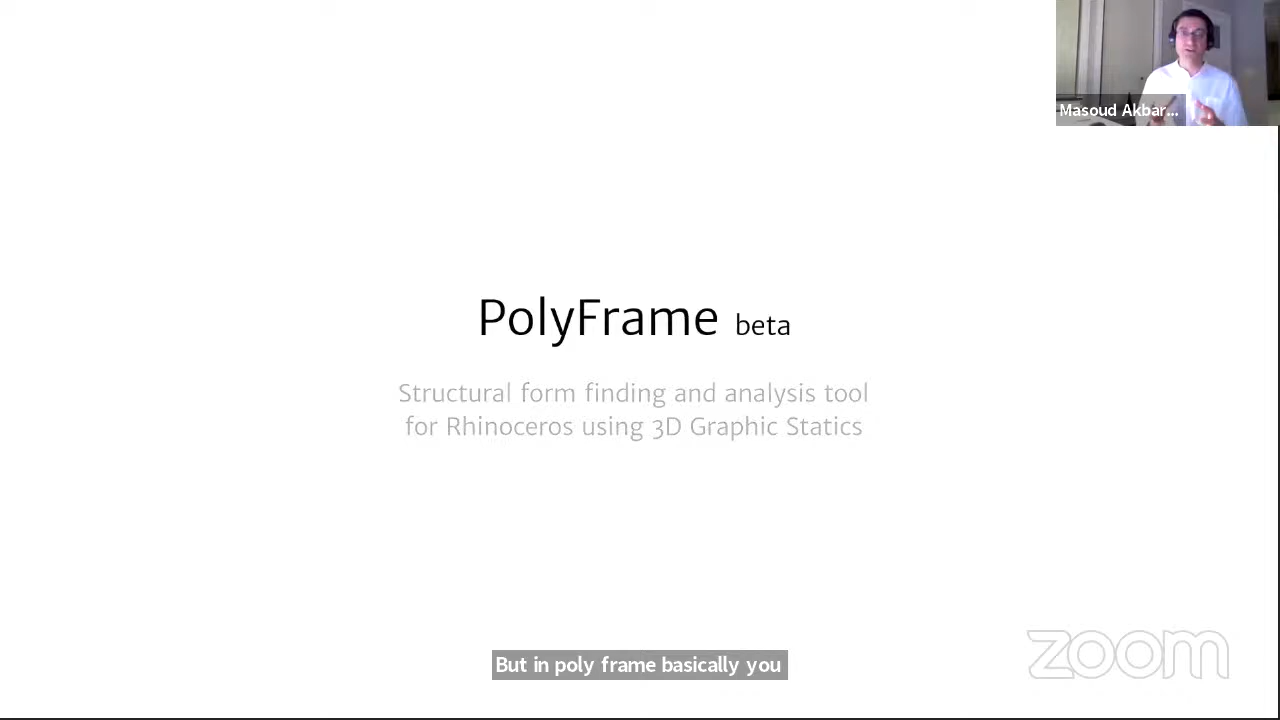 Masoud Akbar...
PolyFrame beta
Structural form finding and analysis tool
for Rhinoceros using 3D Graphic Statics
But in poly frame basically you
zoom